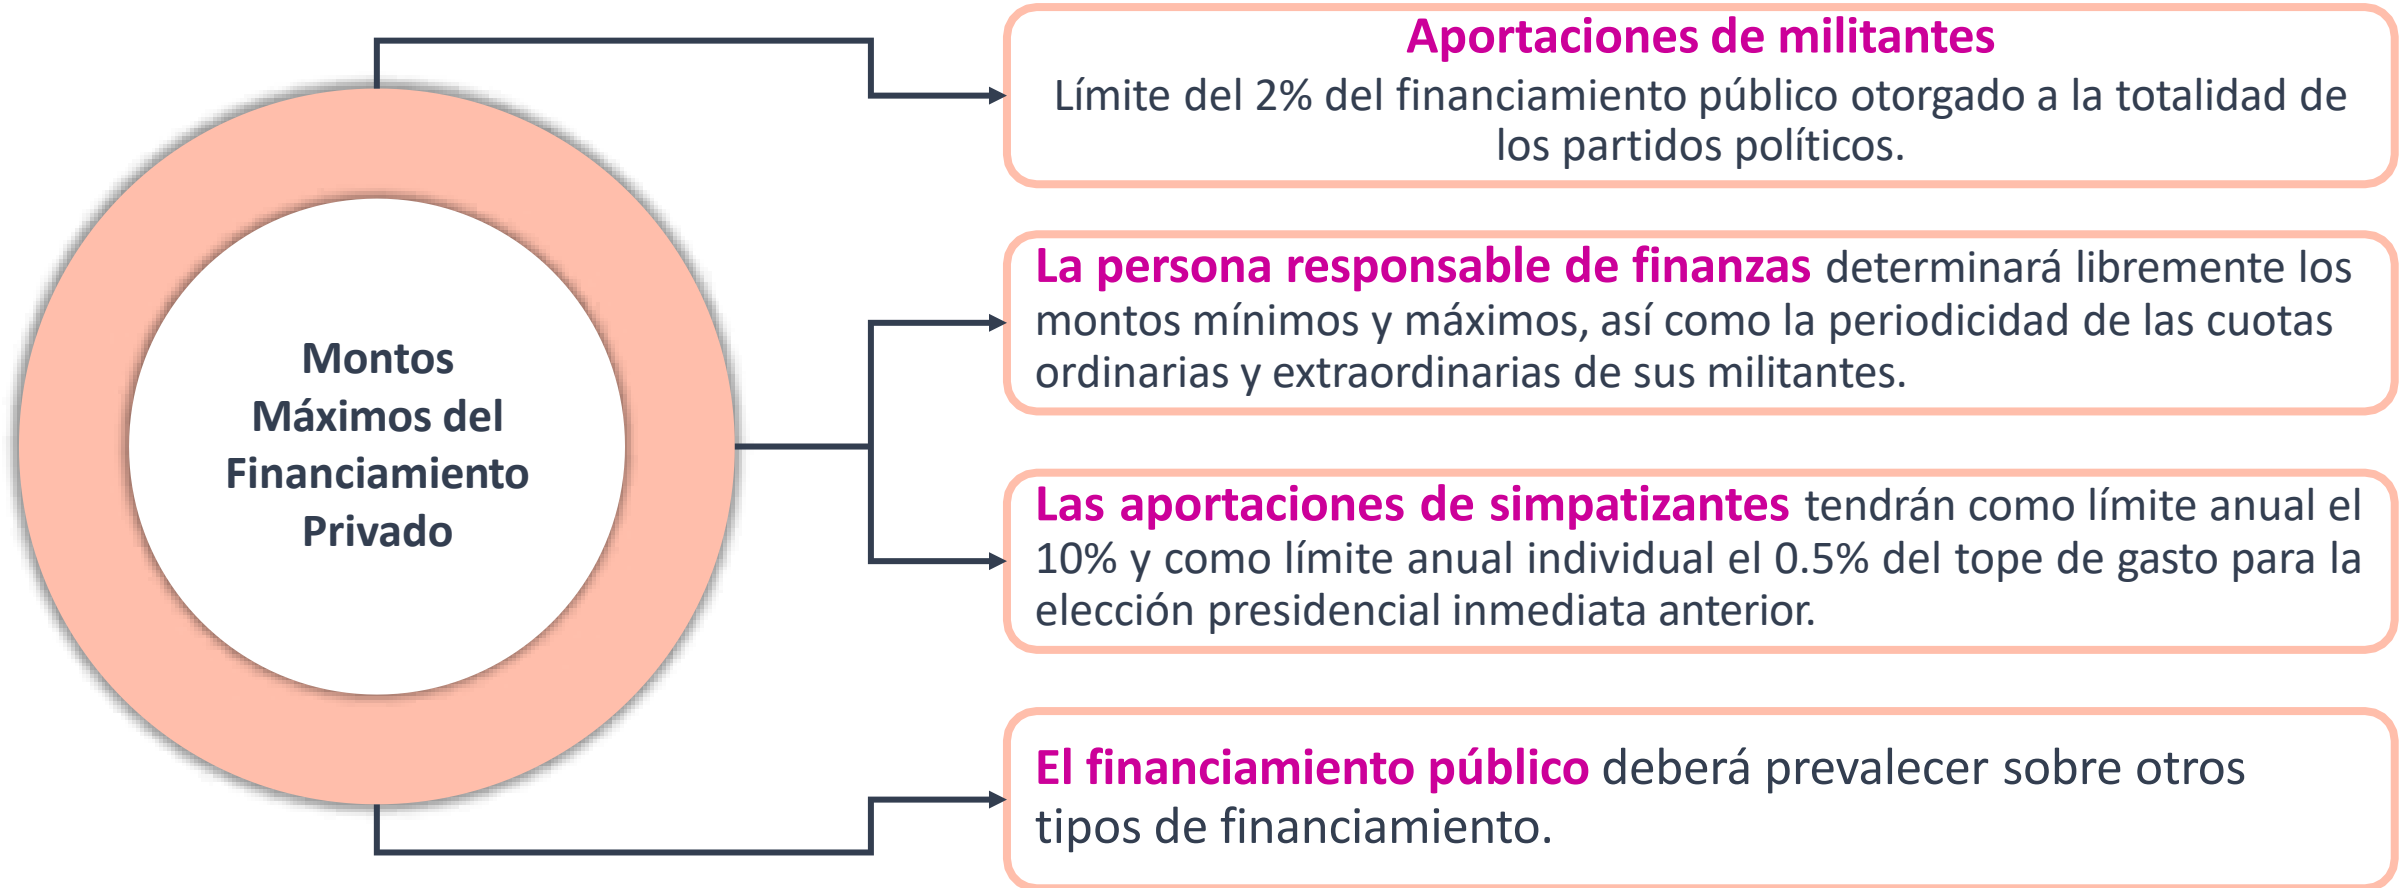 Montos
Máximos del
Financiamiento
Privado
Aportaciones de militantes
Límite del 2% del financiamiento público otorgado a la totalidad de
los partidos políticos.
La persona responsable de finanzas determinará libremente los
montos mínimos y máximos, así como la periodicidad de las cuotas
ordinarias y extraordinarias de sus militantes.
Las aportaciones de simpatizantes tendrán como límite anual el
10% y como límite anual individual el 0.5% del tope de gasto para la
elección presidencial inmediata anterior.
El financiamiento público deberá prevalecer sobre otros
tipos de financiamiento.